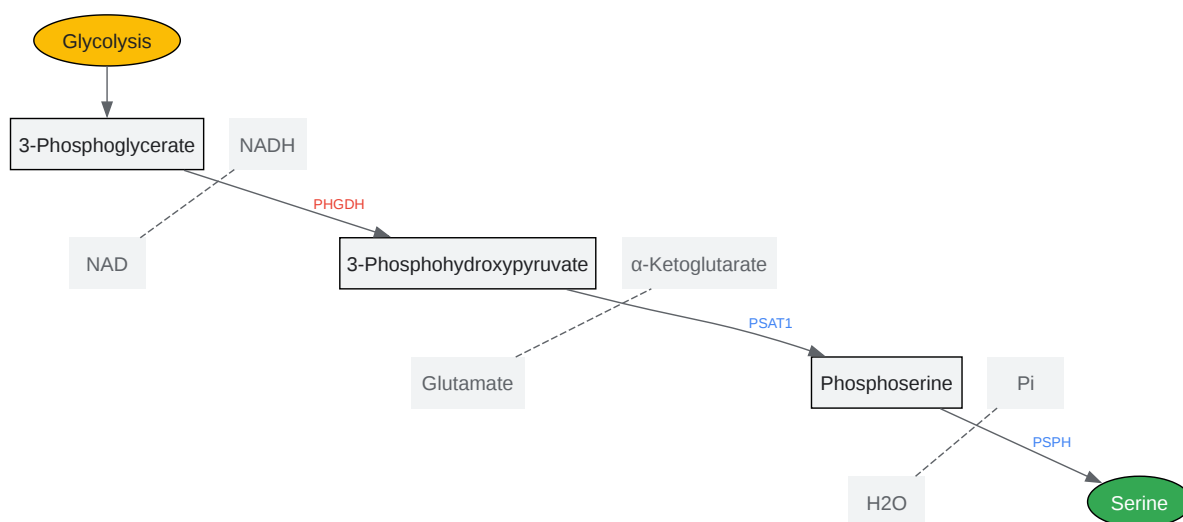 Glycolysis
3-Phosphoglycerate
NADH
PHGDH
NAD
3-Phosphohydroxypyruvate
α-Ketoglutarate
PSAT1
Glutamate
Phosphoserine
Pi
PSPH
H2O
Serine